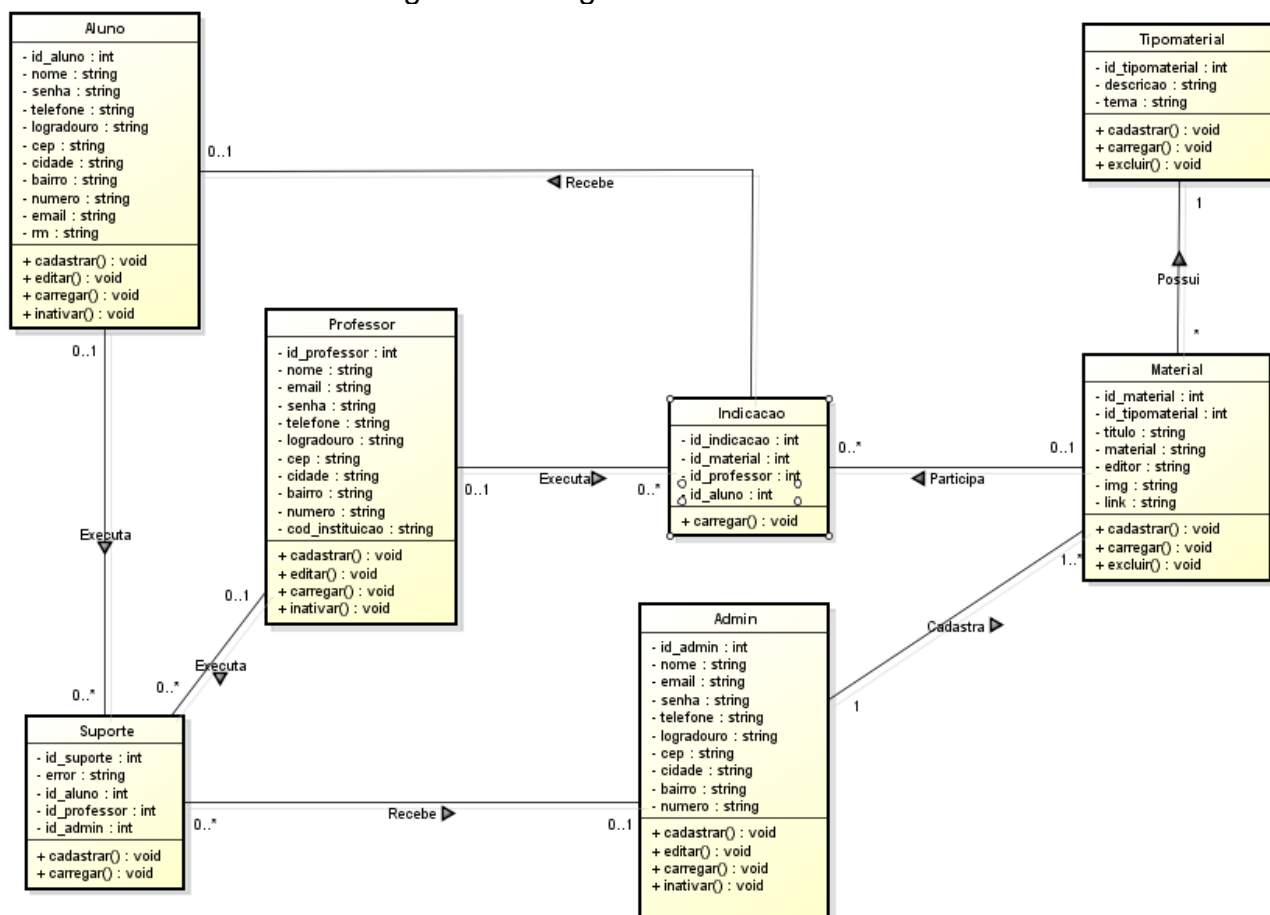 Aluno
- id_aluno : int
- nome : string
- senha : string
- telefone : string
- logradouro : string
- cep : string
- cidade : string
- bairro : string
- numero : string
- email : string
- rm : string
+ cadastrar() : void
+ editar() : void
+ carregar() : void
+ inativar() : void
Tipomaterial
- id_tipomaterial : int
- descricao : string
- tema : string
+ cadastrar() : void
+ carregar() : void
+ excluir() : void
0..1
Recebe
1
Possui
*
0..1
Professor
- id_professor : int
- nome : string
- email : string
- senha : string
- telefone : string
- logradouro : string
- cep : string
- cidade : string
- bairro : string
- numero : string
- cod_instituicao : string
+ cadastrar() : void
+ editar() : void
+ carregar() : void
+ inativar() : void
Executa
0..1
0..*
Indicacao
- id_indicacao : int
- id_material : int
- id_professor : int
- id_aluno : int
+ carregar() : void
0..*
0..1
Participa
Material
- id_material : int
- id_tipomaterial : int
- titulo : string
- material : string
- editor : string
- img : string
- link : string
+ cadastrar() : void
+ carregar() : void
+ excluir() : void
Executa
0..1
Executa
0..*
0..*
1..*
Cadastra
1
Suporte
- id_suporte : int
- error : string
- id_aluno : int
- id_professor : int
- id_admin : int
+ cadastrar() : void
+ carregar() : void
0..*
Recebe
0..1
Admin
- id_admin : int
- nome : string
- email : string
- senha : string
- telefone : string
- logradouro : string
- cep : string
- cidade : string
- bairro : string
- numero : string
+ cadastrar() : void
+ editar() : void
+ carregar() : void
+ inativar() : void